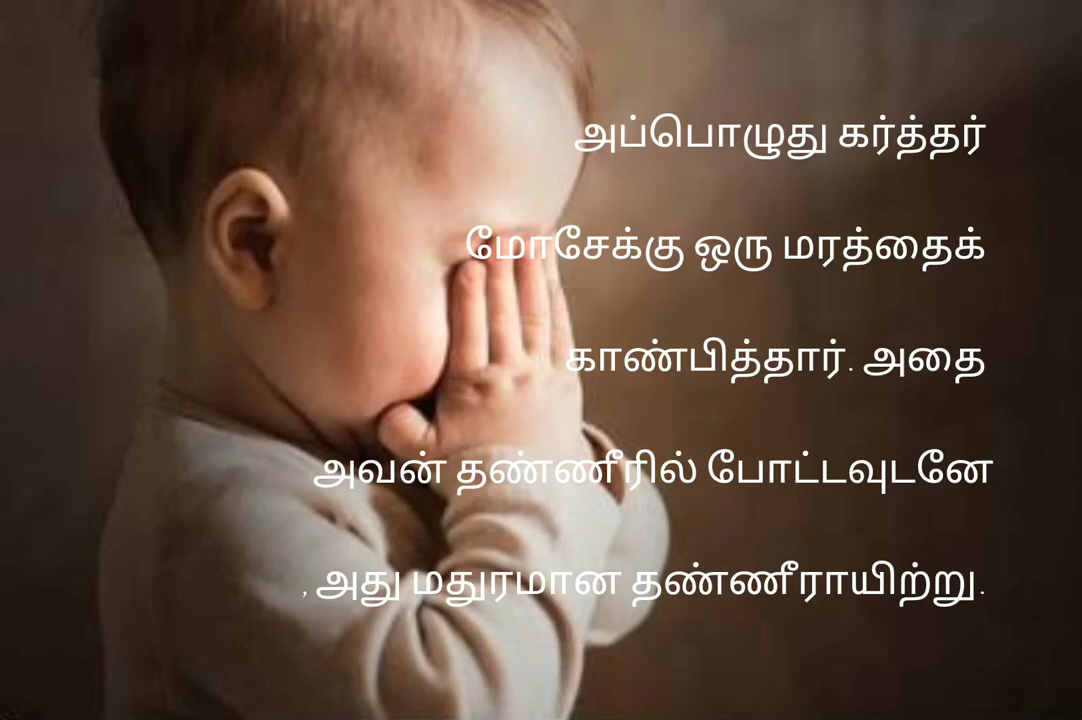 அப்பொழுது கர்த்தர்
மோசேக்கு ஒரு மரத்தைக்
காண்பித்தார். அதை
அவன் தண்ணீரில் போட்டவுடனே
, அது மதுரமான தண்ணீராயிற்று.